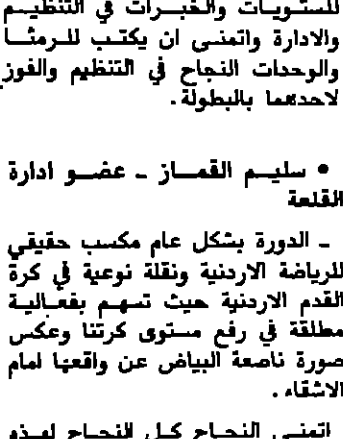 للمستويات والخبرات في التنظيم
والادارة واتمنى ان يكتب للرمثا
والوحدات النجاح في التنظيم والفوز
لاحدهما بالبطولة.
• سليم القماز ـ عضو ادارة
القلعة
ـ الدورة بشكل عام مكسب حقيقي
للرياضة الاردنية ونقلة نوعية في كرة
القدم الاردنية حيث تسهم بفعالية
مطلقة في رفع مستوى كرتنا وعكس
صورة ناصعة البياض عن واقعها امام
الاشقاء.
اتمنى النجاح كل النجاح لهذه